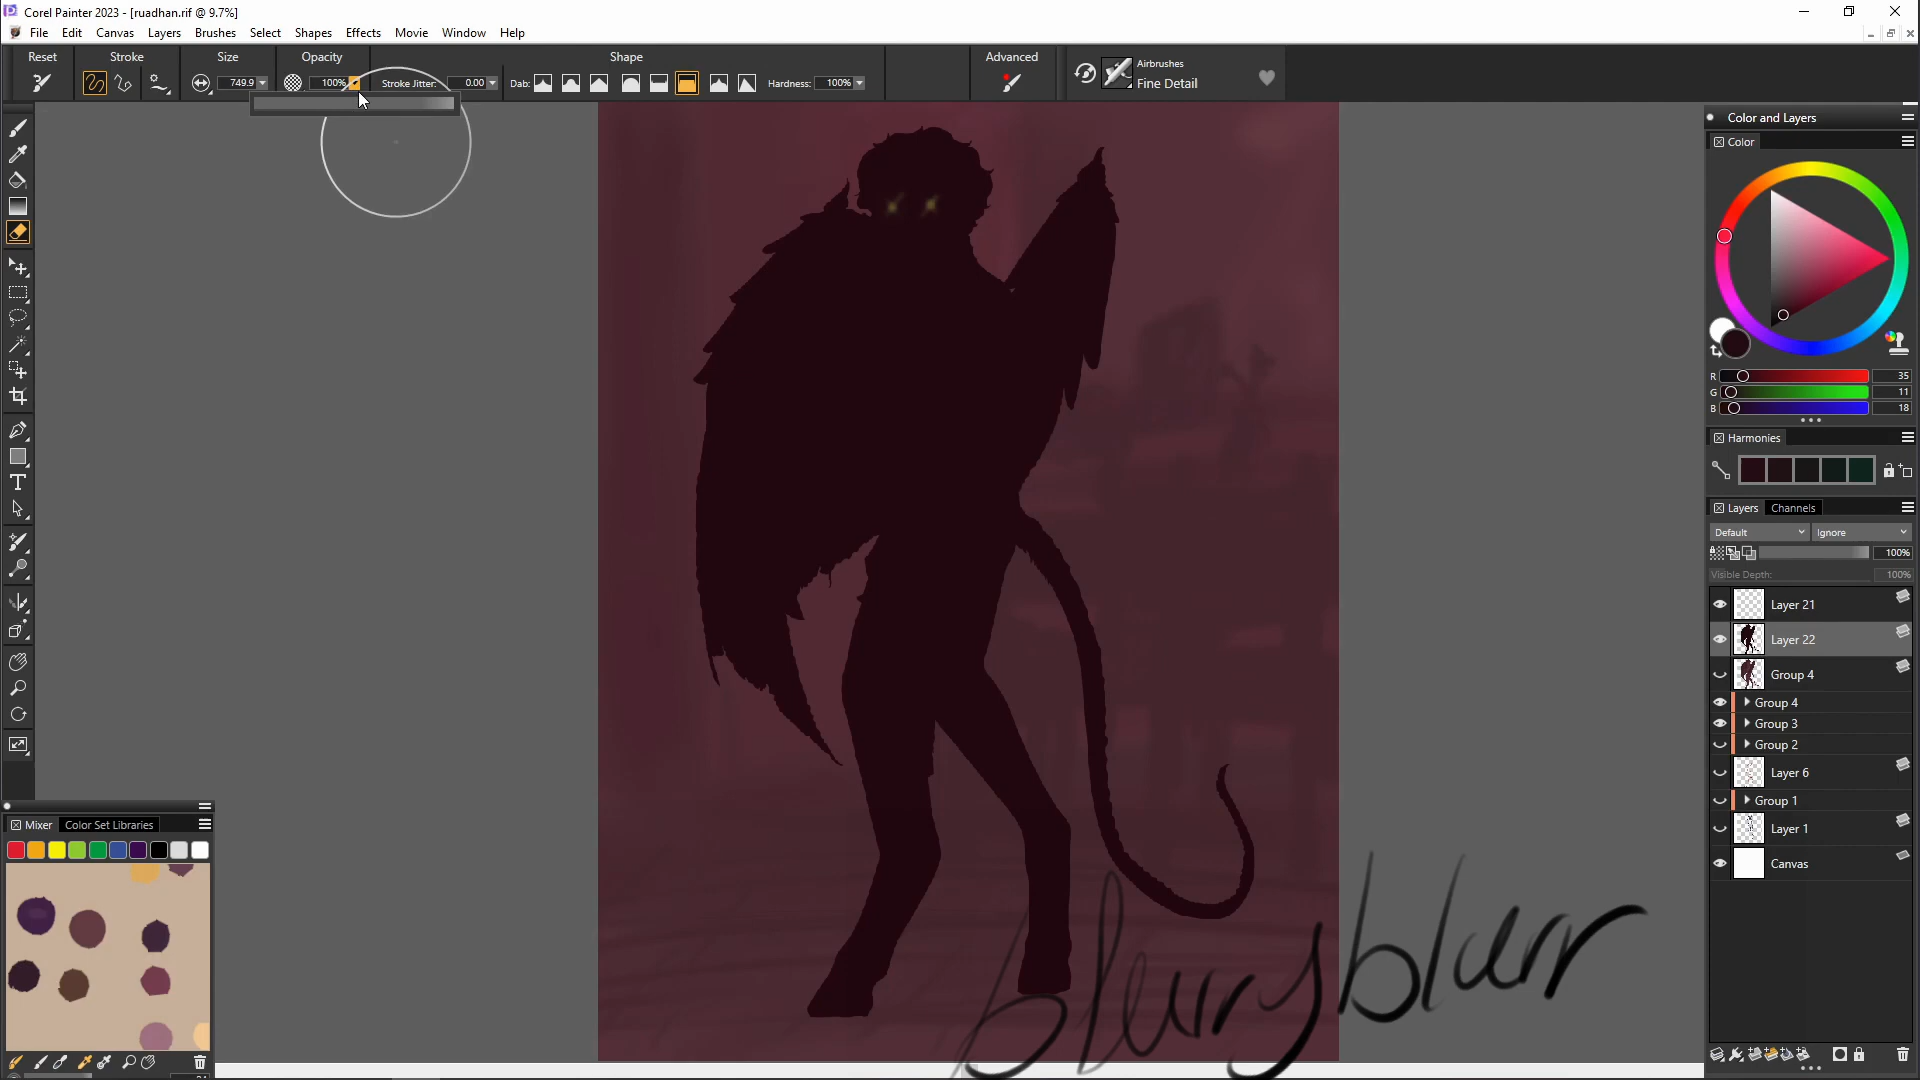 Corel Painter 2023 - [ruadhan.rif @ 9.7%]
File Edit Canvas Layers Brushes Select Shapes Effects Movie Window Help
Reset Stroke Size Opacity Shape Advanced
749.9 100% Stroke Jitter: 0.00 Dab: Hardness: 100%
Airbrushes
Fine Detail
Color and Layers
Color
R 35
G 11
B 18
Harmonies
Layers Channels
Default Ignore
100%
Visible Depth: 100%
Layer 21
Layer 22
Group 4
Group 4
Group 3
Group 2
Layer 6
Group 1
Layer 1
Canvas
Mixer Color Set Libraries
blurryblurr